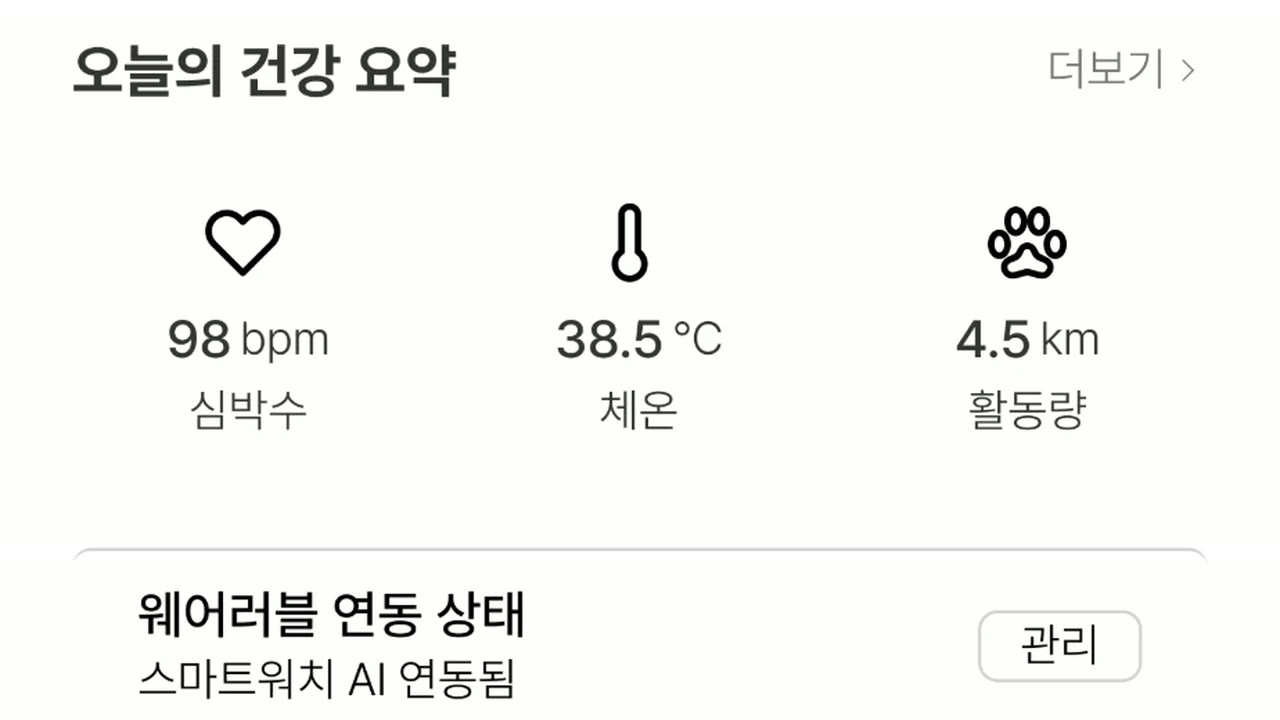 오늘의 건강 요약
더보기 >
98 bpm
38.5 °C
4.5 km
심박수
체온
활동량
웨어러블 연동 상태
관리
스마트워치 AI 연동됨